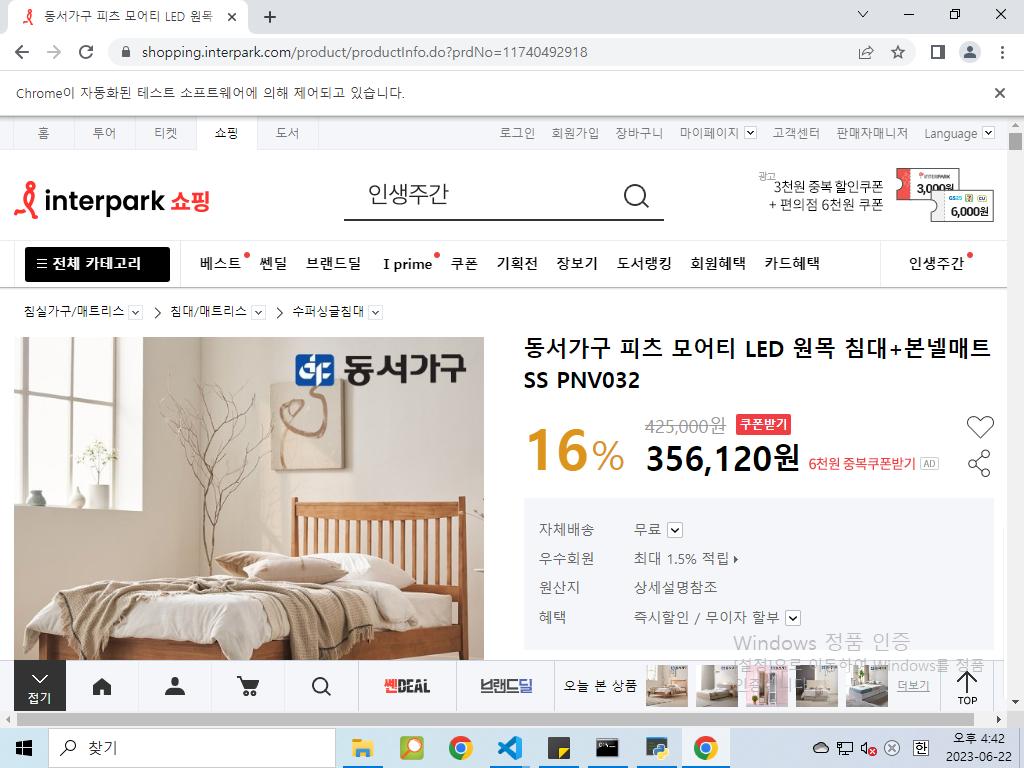 동서가구 피츠 모어티 LED 원목
shopping.interpark.com/product/productInfo.do?prdNo=11740492918
Chrome이 자동화된 테스트 소프트웨어에 의해 제어되고 있습니다.
홈 투어 티켓 쇼핑 도서 로그인 회원가입 장바구니 마이페이지 고객센터 판매자매니저 Language
interpark 쇼핑 인생주간
광고
3천원 중복 할인쿠폰
+ 편의점 6천원 쿠폰
INTERPARK
3,000원
GS25 CU
6,000원
전체 카테고리 베스트 쎈딜 브랜드딜 I prime 쿠폰 기획전 장보기 도서랭킹 회원혜택 카드혜택 인생주간
침실가구/매트리스 침대/매트리스 수퍼싱글침대
동서가구
동서가구 피츠 모어티 LED 원목 침대+본넬매트
SS PNV032
16% 425,000원 쿠폰받기
356,120원 6천원 중복쿠폰받기 AD
자체배송 무료
우수회원 최대 1.5% 적립
원산지 상세설명참조
혜택 즉시할인 / 무이자 할부
Windows 정품 인증
[설정]으로 이동하여 Windows를 정품
인증합니다.
접기 쎈DEAL 브랜드딜 오늘 본 상품 더보기 TOP
찾기
한
오후 4:42
2023-06-22